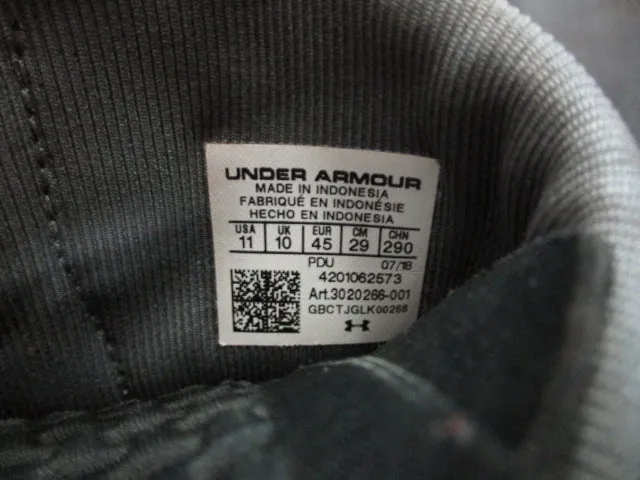 UNDER ARMOUR
MADE IN INDONESIA
FABRIQUÉ EN INDONÉSIE
HECHO EN INDONESIA
USA UK EUR CM CHN
11 10 45 29 290
PDU 07/18
4201062573
Art.3020266-001
GBCTJGLK00266